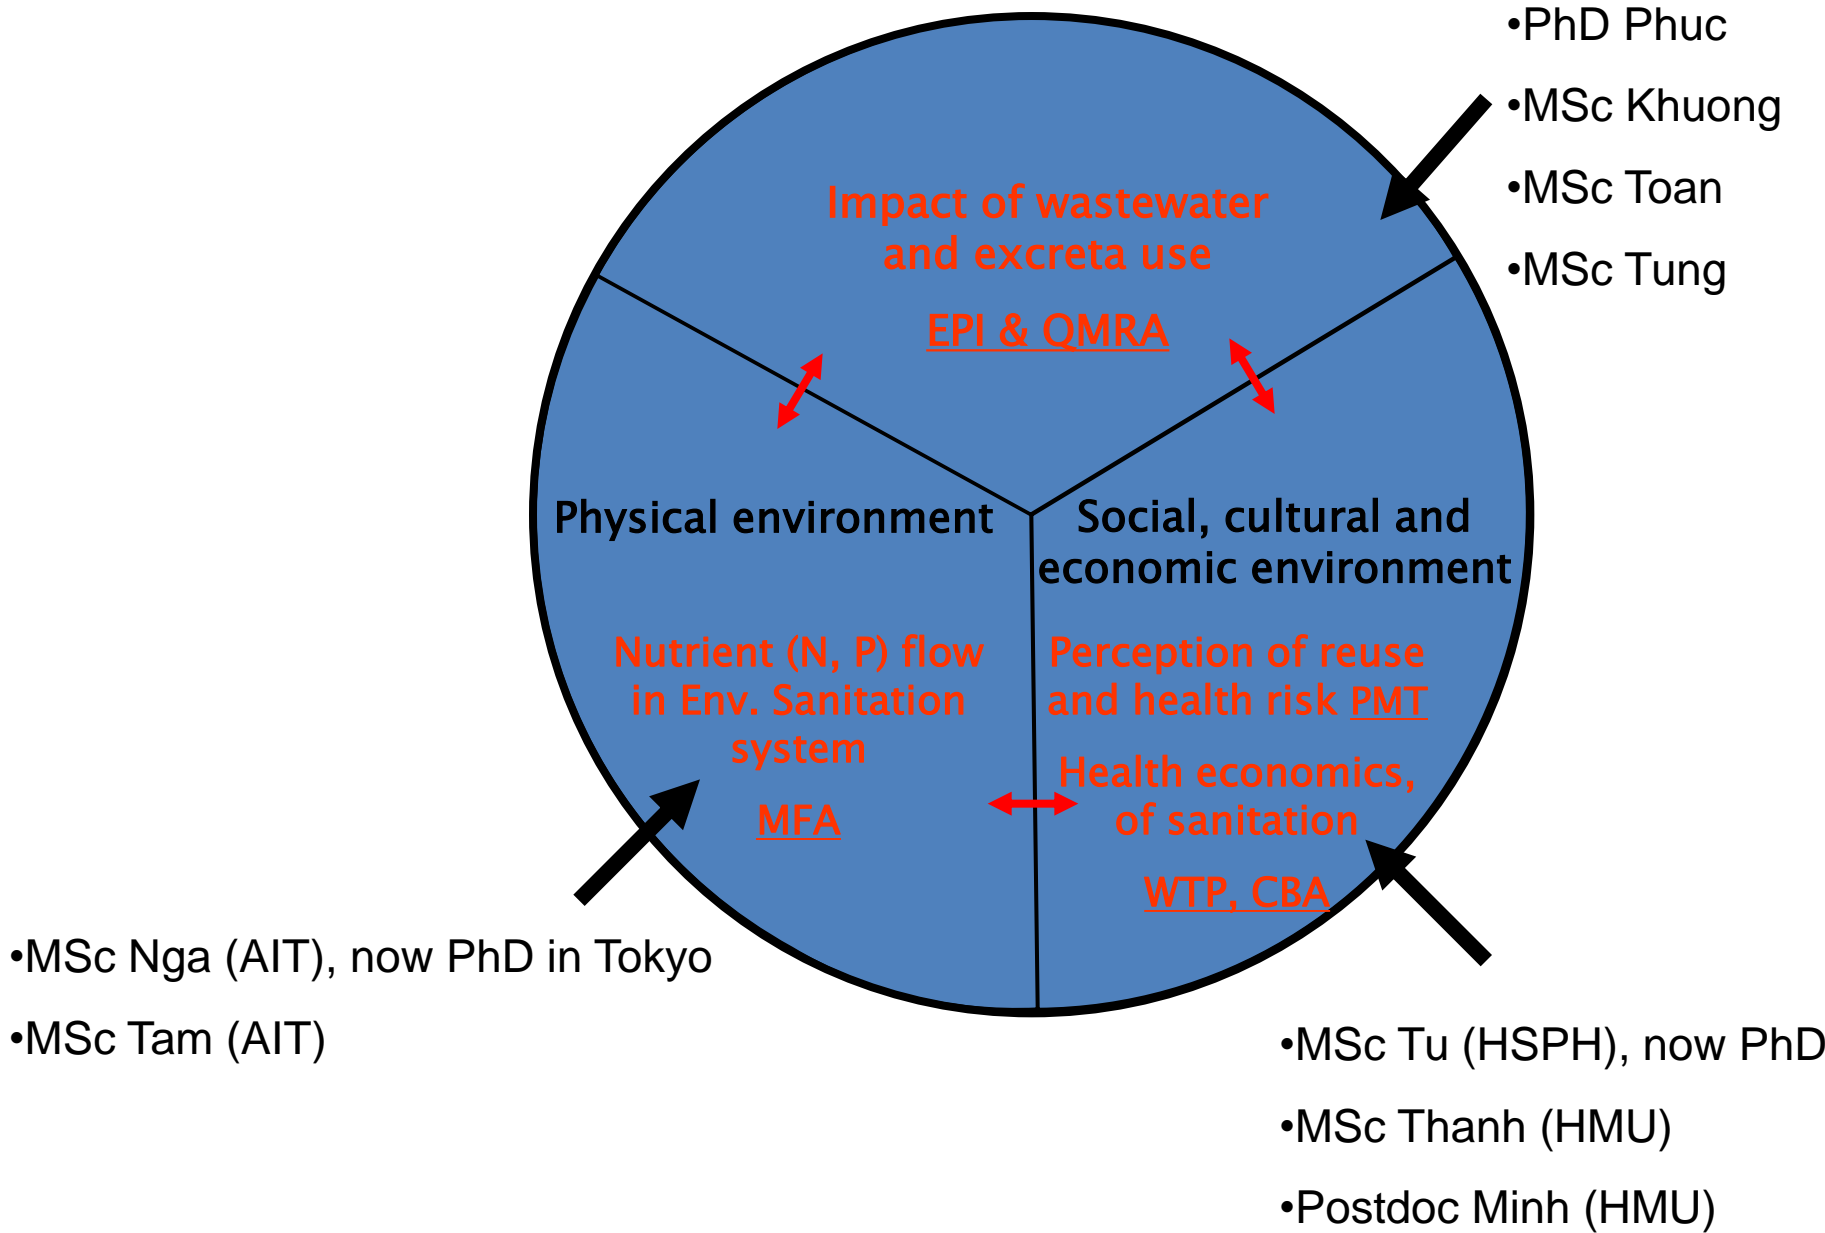 •PhD Phuc
•MSc Khuong
•MSc Toan
•MSc Tung
Impact of wastewater
and excreta use
EPI & QMRA
Physical environment
Social, cultural and
economic environment
Nutrient (N, P) flow
in Env. Sanitation
system
MFA
Perception of reuse
and health risk PMT
Health economics,
of sanitation
WTP, CBA
•MSc Nga (AIT), now PhD in Tokyo
•MSc Tam (AIT)
•MSc Tu (HSPH), now PhD
•MSc Thanh (HMU)
•Postdoc Minh (HMU)